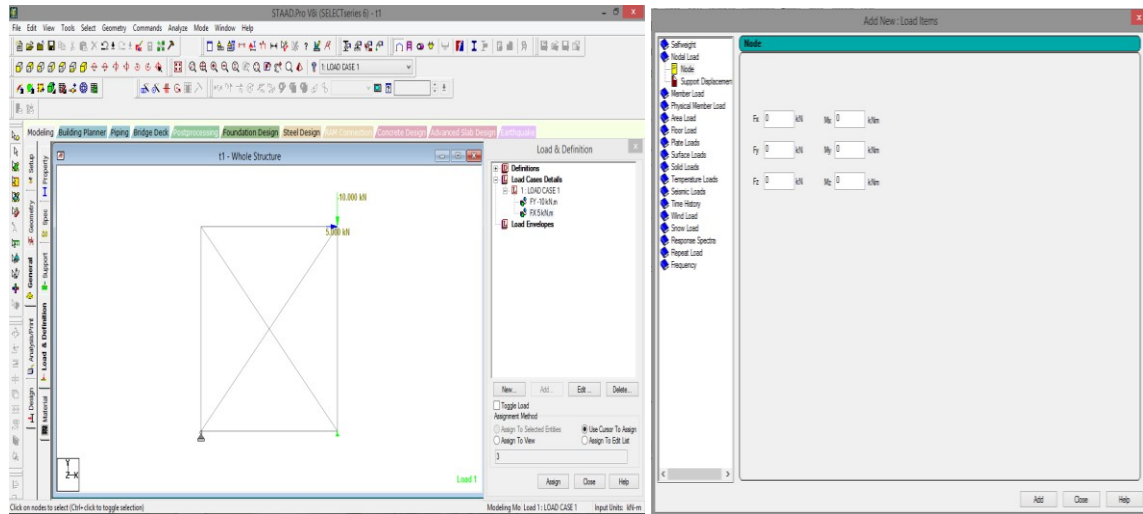 STAAD.Pro V8i (SELECTseries 6) - t1
File Edit View Tools Select Geometry Commands Analyze Mode Window Help
1: LOAD CASE 1
Modeling Building Planner Piping Bridge Deck Postprocessing Foundation Design Steel Design RAM Connection Concrete Design Advanced Slab Design Earthquake
Setup
Geometry
General
Analysis/Print
Design
Property
Spec
Support
Load & Definition
Material
t1 - Whole Structure
-10.000 kN
5.000 kN
Y
Z-X
Load 1
Load & Definition
Definitions
Load Cases Details
1 : LOAD CASE 1
FY -10 kN,m
FX 5 kN,m
Load Envelopes
New... Add... Edit ... Delete...
Toggle Load
Assignment Method
Assign To Selected Entities Use Cursor To Assign
Assign To View Assign To Edit List
3
Assign Close Help
Click on nodes to select (Ctrl+click to toggle selection) Modeling Mo Load 1 : LOAD CASE 1 Input Units: kN-m
Add New : Load Items
Selfweight
Nodal Load
Node
Support Displacemen
Member Load
Physical Member Load
Area Load
Floor Load
Plate Loads
Surface Loads
Solid Loads
Temperature Loads
Seismic Loads
Time History
Wind Load
Snow Load
Response Spectra
Repeat Load
Frequency
Node
Fx 0 kN Mx 0 kNm
Fy 0 kN My 0 kNm
Fz 0 kN Mz 0 kNm
Add Close Help